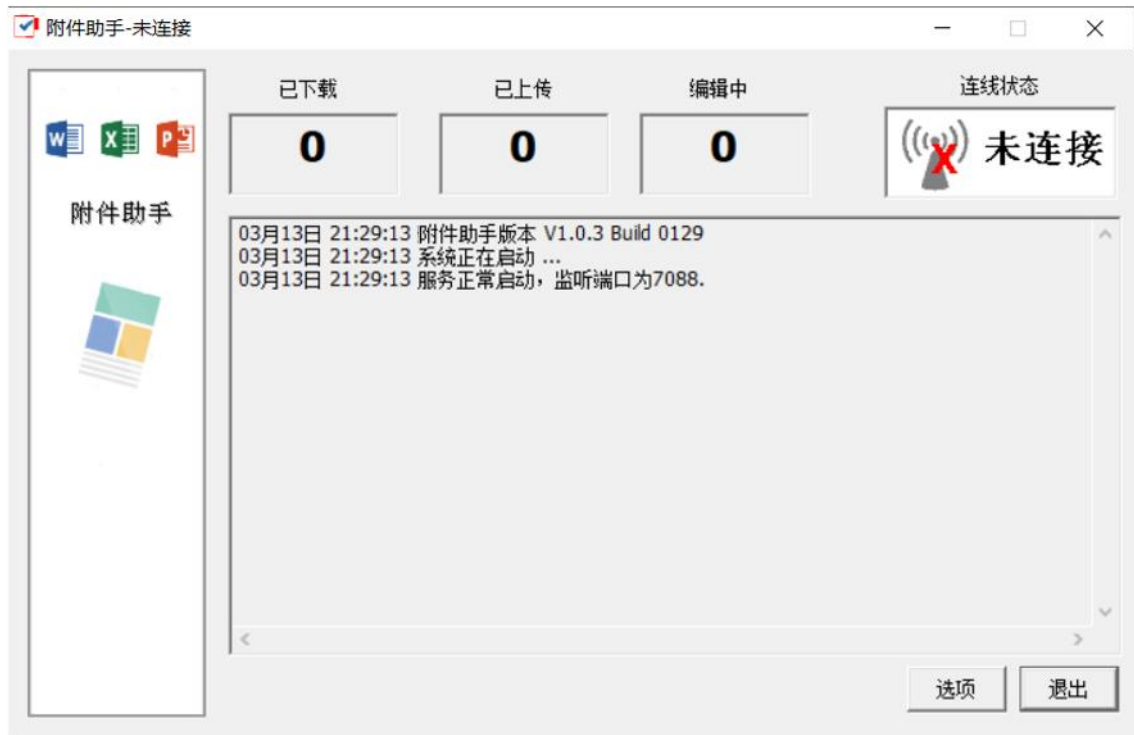 附件助手-未连接
已下载
已上传
编辑中
连线状态
0
0
0
未连接
W
X
P
附件助手
03月13日 21:29:13 附件助手版本 V1.0.3 Build 0129
03月13日 21:29:13 系统正在启动 ...
03月13日 21:29:13 服务正常启动，监听端口为7088.
选项
退出